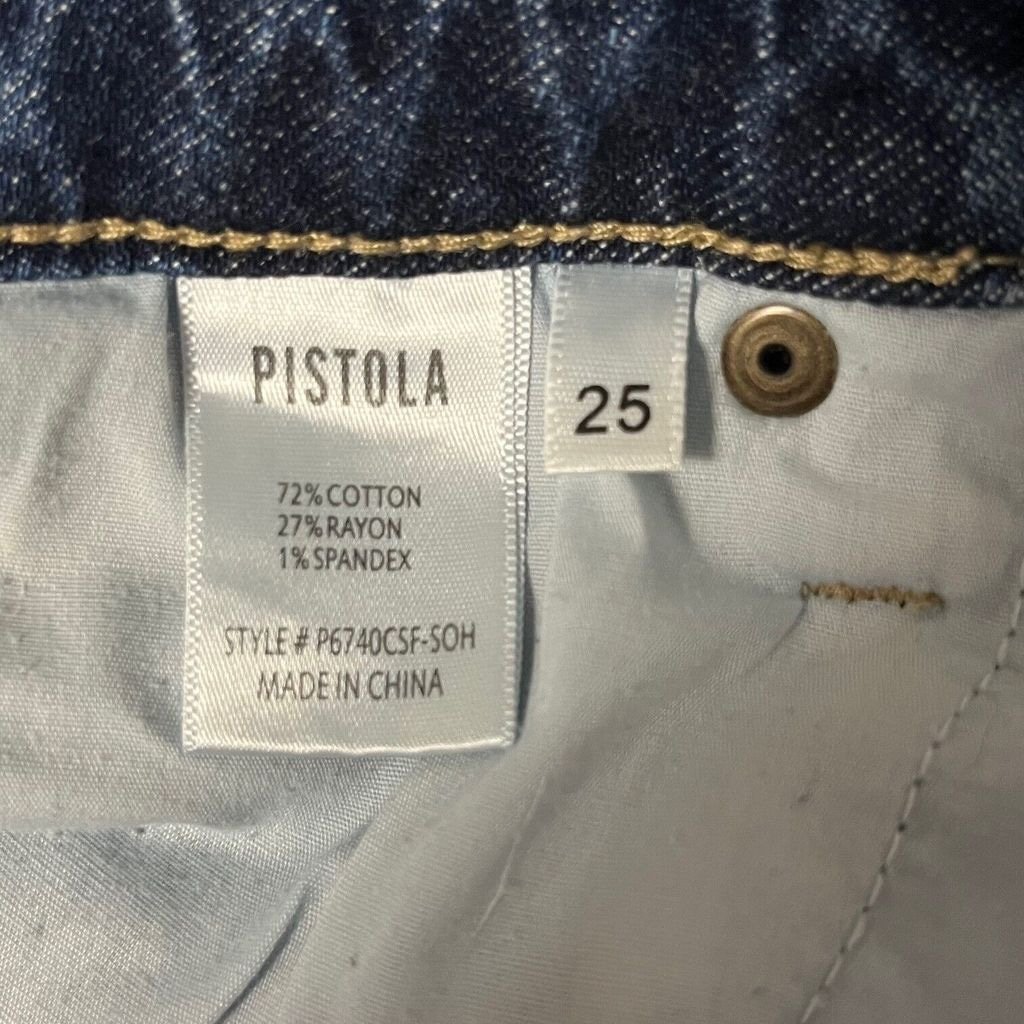 PISTOLA
72% COTTON
27% RAYON
1% SPANDEX
STYLE # P6740CSF-SOH
MADE IN CHINA
25